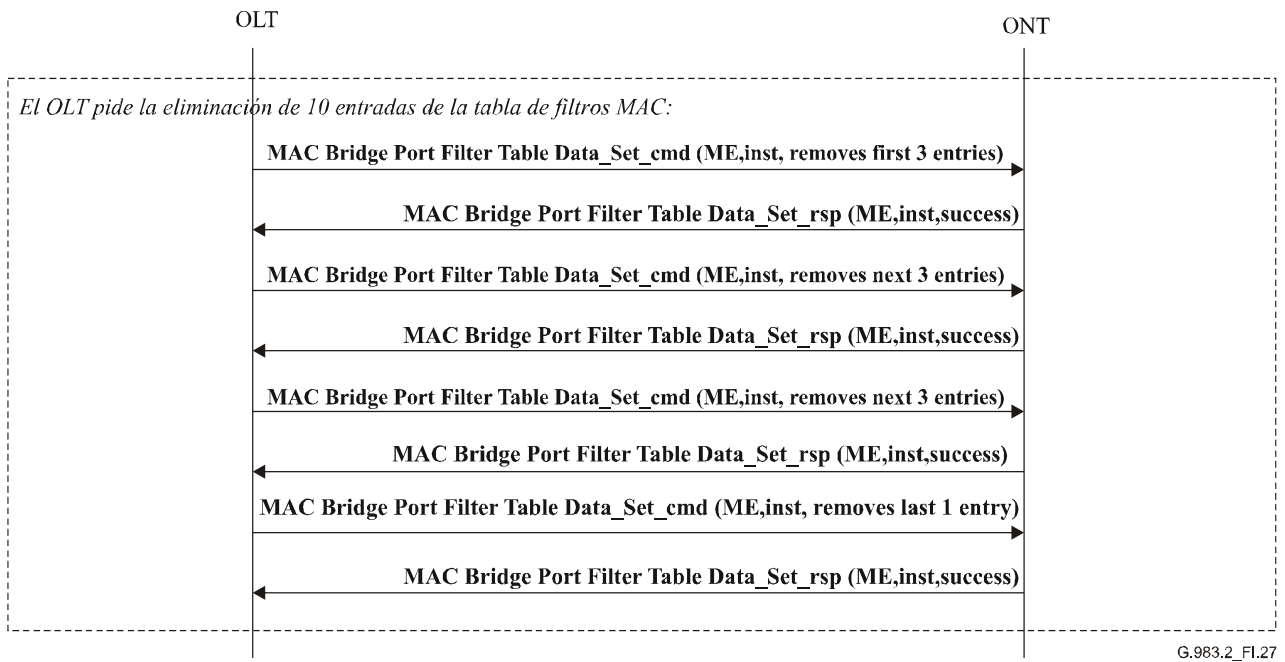 OLT
ONT
El OLT pide la eliminación de 10 entradas de la tabla de filtros MAC:
MAC Bridge Port Filter Table Data_Set_cmd (ME,inst, removes first 3 entries)
MAC Bridge Port Filter Table Data_Set_rsp (ME,inst,success)
MAC Bridge Port Filter Table Data_Set_cmd (ME,inst, removes next 3 entries)
MAC Bridge Port Filter Table Data_Set_rsp (ME,inst,success)
MAC Bridge Port Filter Table Data_Set_cmd (ME,inst, removes next 3 entries)
MAC Bridge Port Filter Table Data_Set_rsp (ME,inst,success)
MAC Bridge Port Filter Table Data_Set_cmd (ME,inst, removes last 1 entry)
MAC Bridge Port Filter Table Data_Set_rsp (ME,inst,success)
G.983.2_FI.27